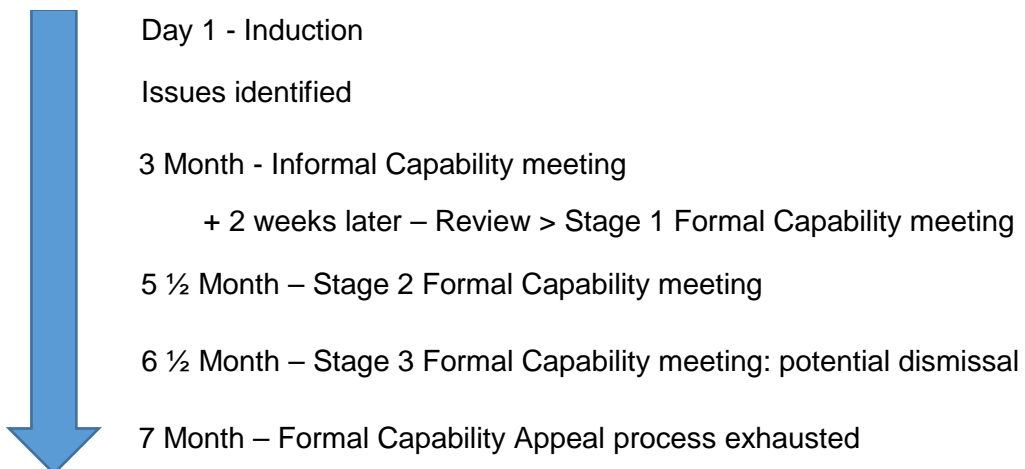 Day 1 - Induction
Issues identified
3 Month - Informal Capability meeting
+ 2 weeks later – Review > Stage 1 Formal Capability meeting
5 ½ Month – Stage 2 Formal Capability meeting
6 ½ Month – Stage 3 Formal Capability meeting: potential dismissal
7 Month – Formal Capability Appeal process exhausted